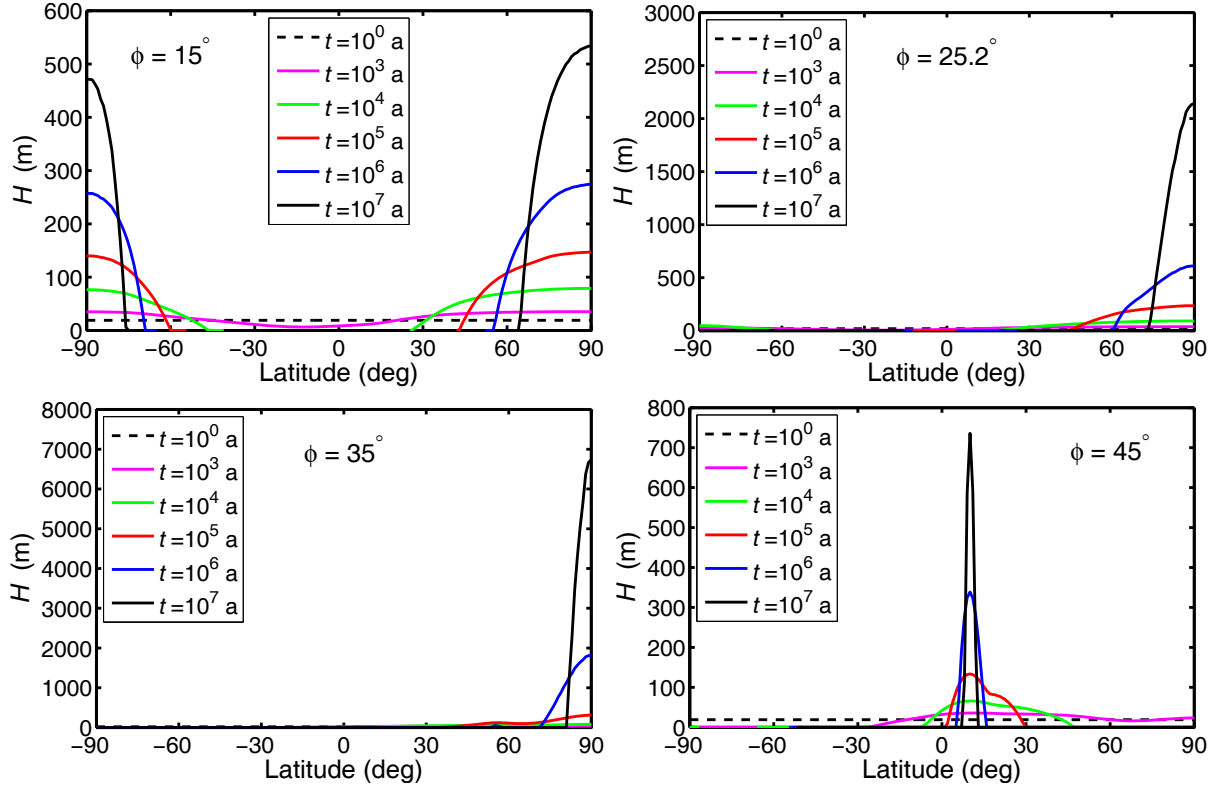 600
500
400
300
200
100
0
H (m)
φ = 15°
t=10⁰ a
t=10³ a
t=10⁴ a
t=10⁵ a
t=10⁶ a
t=10⁷ a
−90 −60 −30 0 30 60 90
Latitude (deg)
3000
2500
2000
1500
1000
500
0
H (m)
t=10⁰ a
t=10³ a
t=10⁴ a
t=10⁵ a
t=10⁶ a
t=10⁷ a
φ = 25.2°
−90 −60 −30 0 30 60 90
Latitude (deg)
8000
7000
6000
5000
4000
3000
2000
1000
0
H (m)
t=10⁰ a
t=10³ a
t=10⁴ a
t=10⁵ a
t=10⁶ a
t=10⁷ a
φ = 35°
−90 −60 −30 0 30 60 90
Latitude (deg)
800
700
600
500
400
300
200
100
0
H (m)
t=10⁰ a
t=10³ a
t=10⁴ a
t=10⁵ a
t=10⁶ a
t=10⁷ a
φ = 45°
−90 −60 −30 0 30 60 90
Latitude (deg)